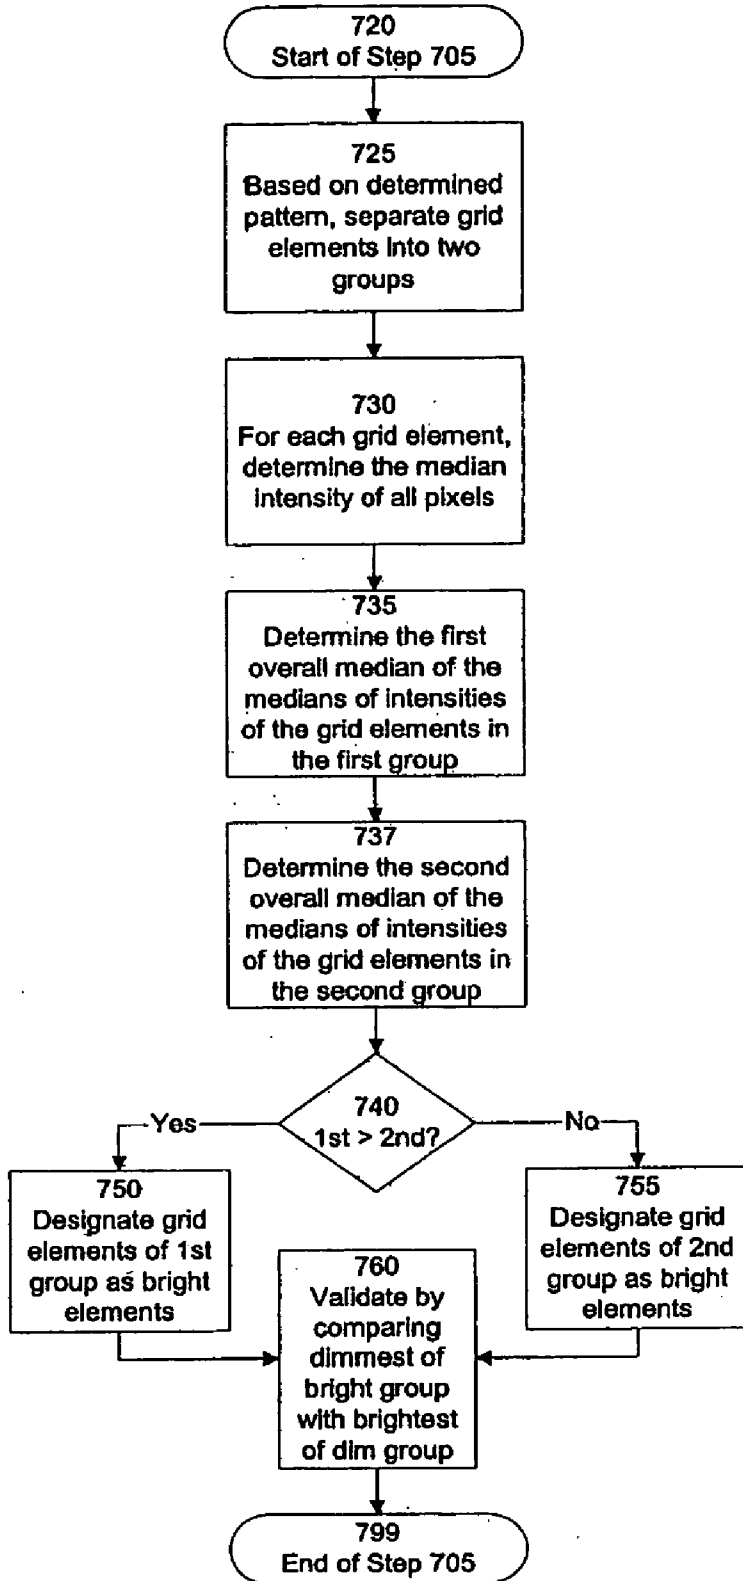 720
Start of Step 705
725
Based on determined
pattern, separate grid
elements into two
groups
730
For each grid element,
determine the median
intensity of all pixels
735
Determine the first
overall median of the
medians of intensities
of the grid elements in
the first group
737
Determine the second
overall median of the
medians of intensities
of the grid elements in
the second group
740
1st > 2nd?
Yes
No
750
Designate grid
elements of 1st
group as bright
elements
755
Designate grid
elements of 2nd
group as bright
elements
760
Validate by
comparing
dimmest of
bright group
with brightest
of dim group
799
End of Step 705